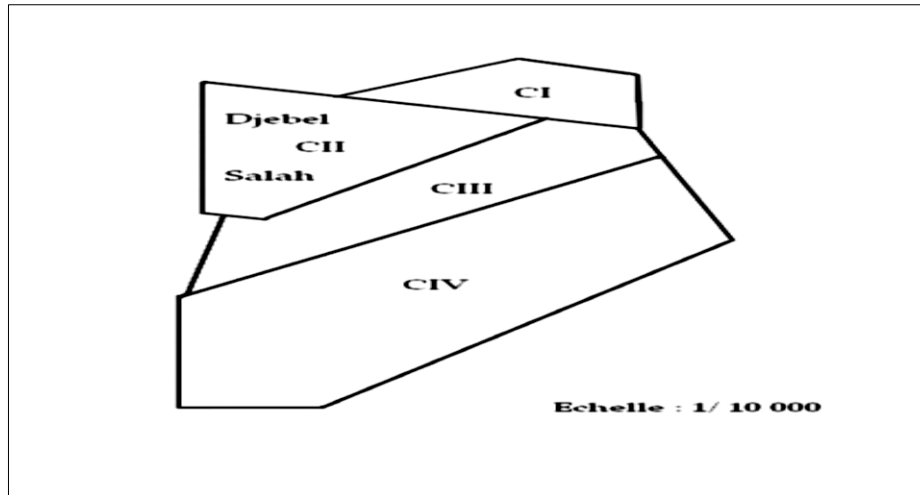 CI
Djebel
CII
Salah
CIII
CIV
Echelle : 1/ 10 000